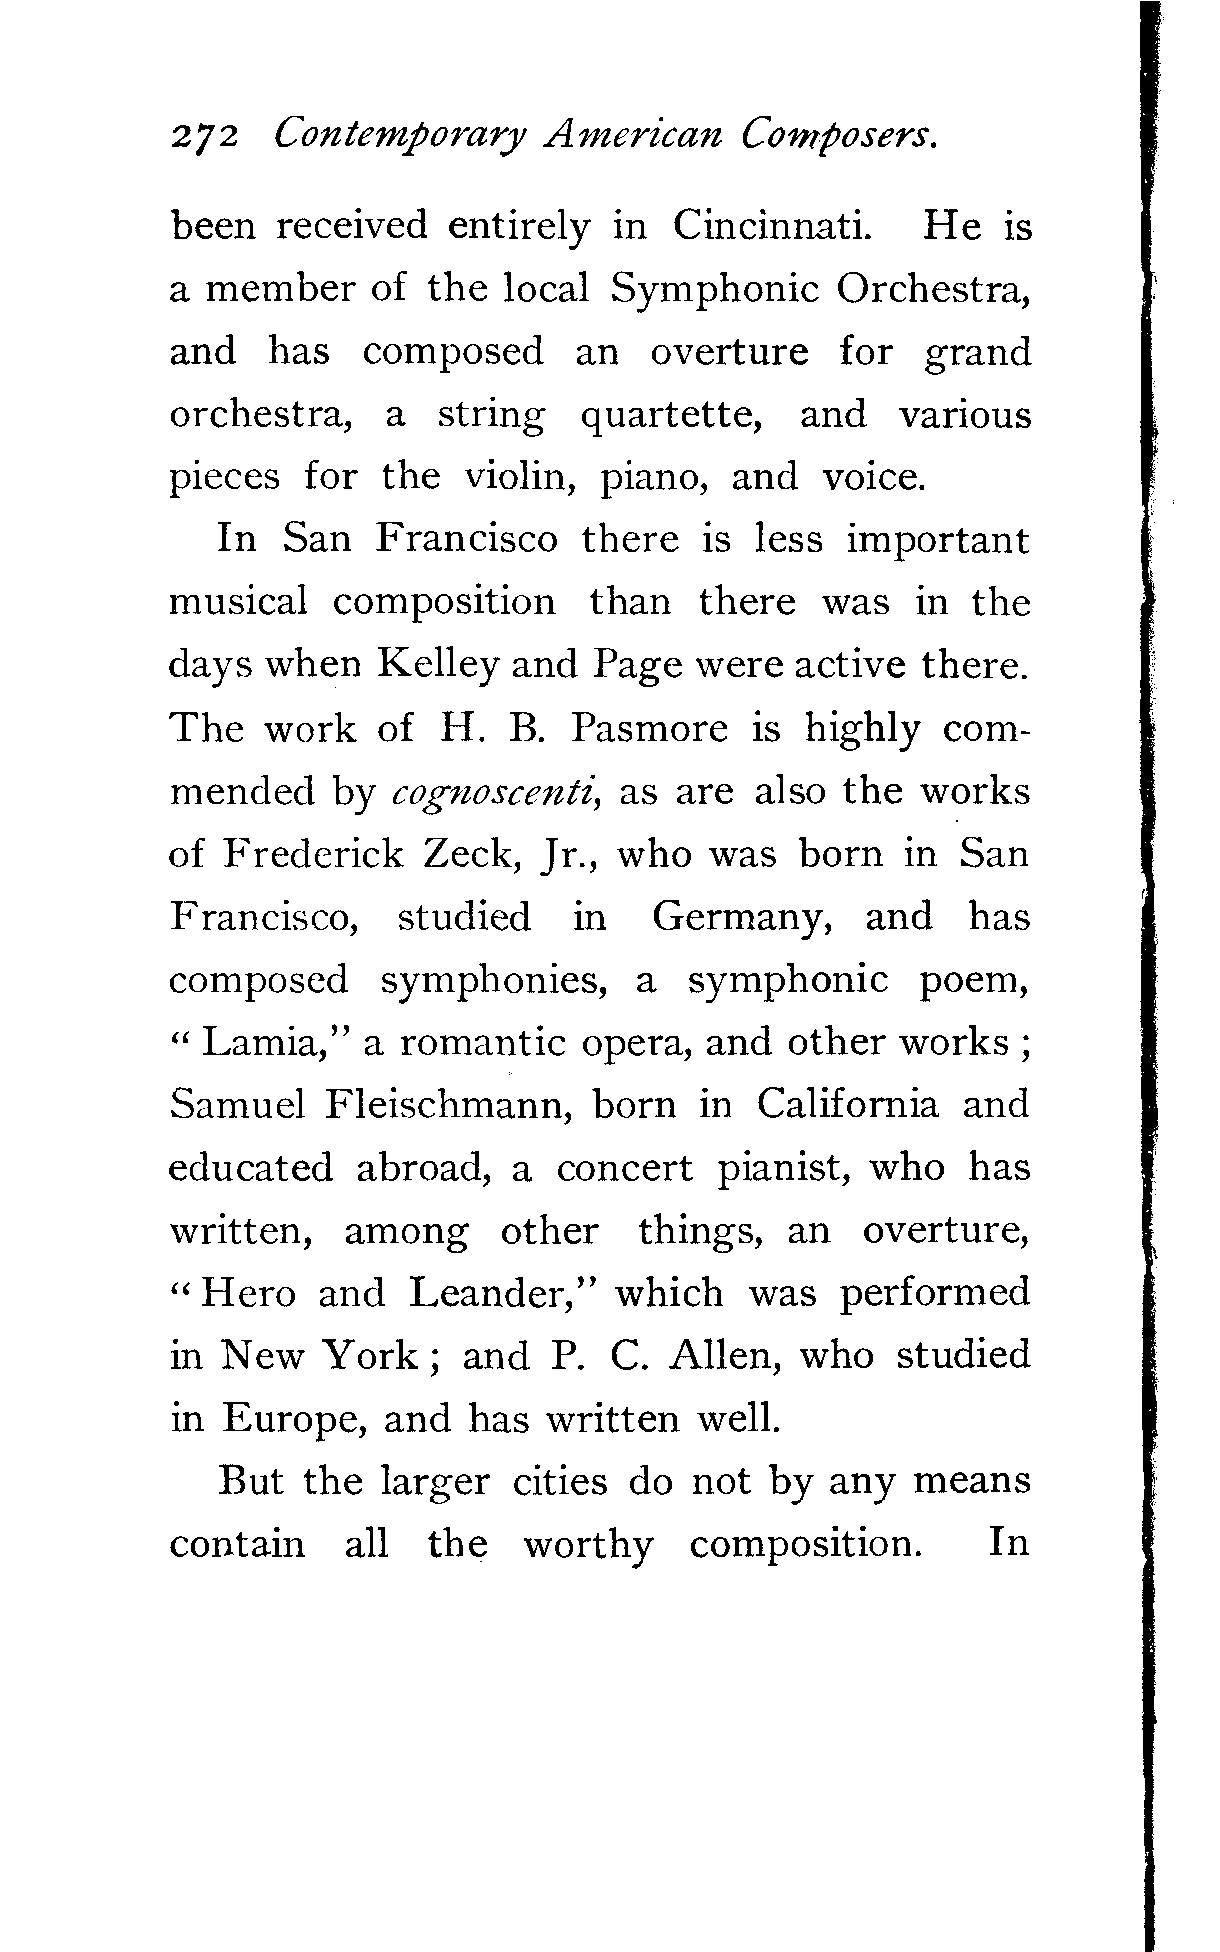 272 Contemporary American Composers.
been received entirely in Cincinnati. He is
a member of the local Symphonic Orchestra,
and has composed an overture for grand
orchestra, a string quartette, and various
pieces for the violin, piano, and voice.
In San Francisco there is less important
musical composition than there was in the
days when Kelley and Page were active there.
The work of H. B. Pasmore is highly com-
mended by cognoscenti, as are also the works
of Frederick Zeck, Jr., who was born in San
Francisco, studied in Germany, and has
composed symphonies, a symphonic poem,
“ Lamia,” a romantic opera, and other works ;
Samuel Fleischmann, born in California and
educated abroad, a concert pianist, who has
written, among other things, an overture,
“ Hero and Leander,” which was performed
in New York ; and P. C. Allen, who studied
in Europe, and has written well.
But the larger cities do not by any means
contain all the worthy composition. In